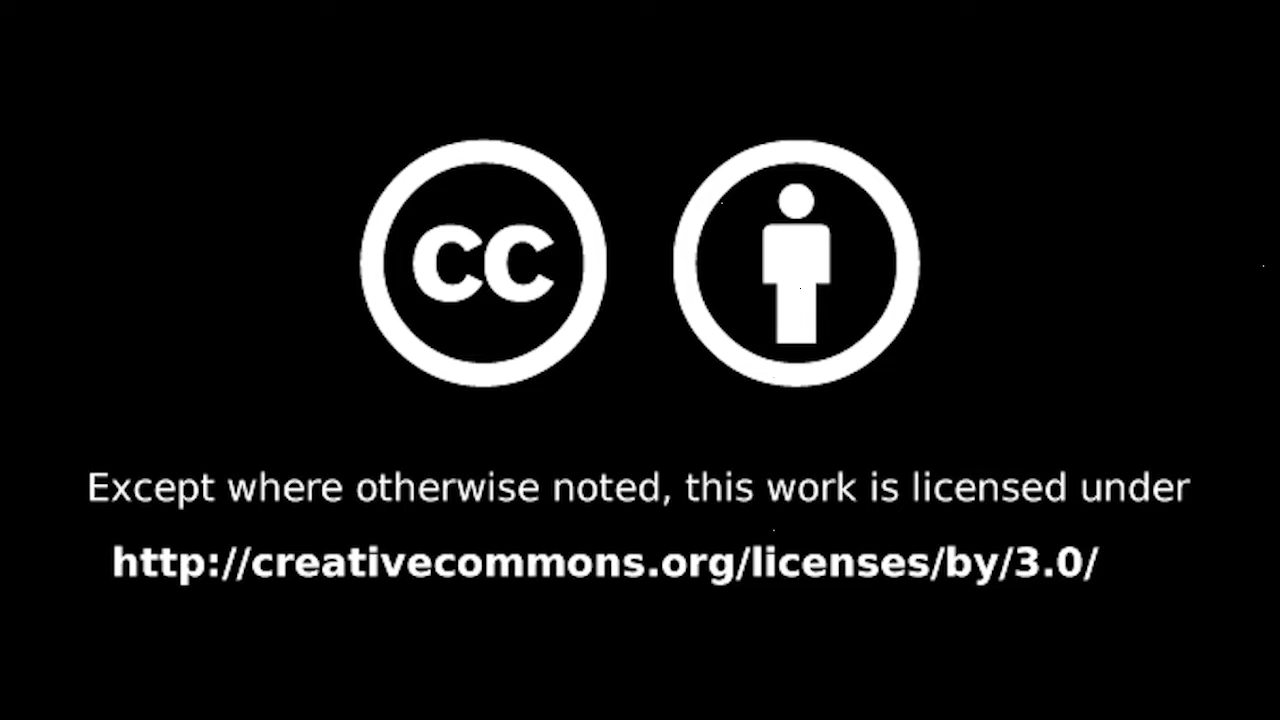 cc
Except where otherwise noted, this work is licensed under
http://creativecommons.org/licenses/by/3.0/